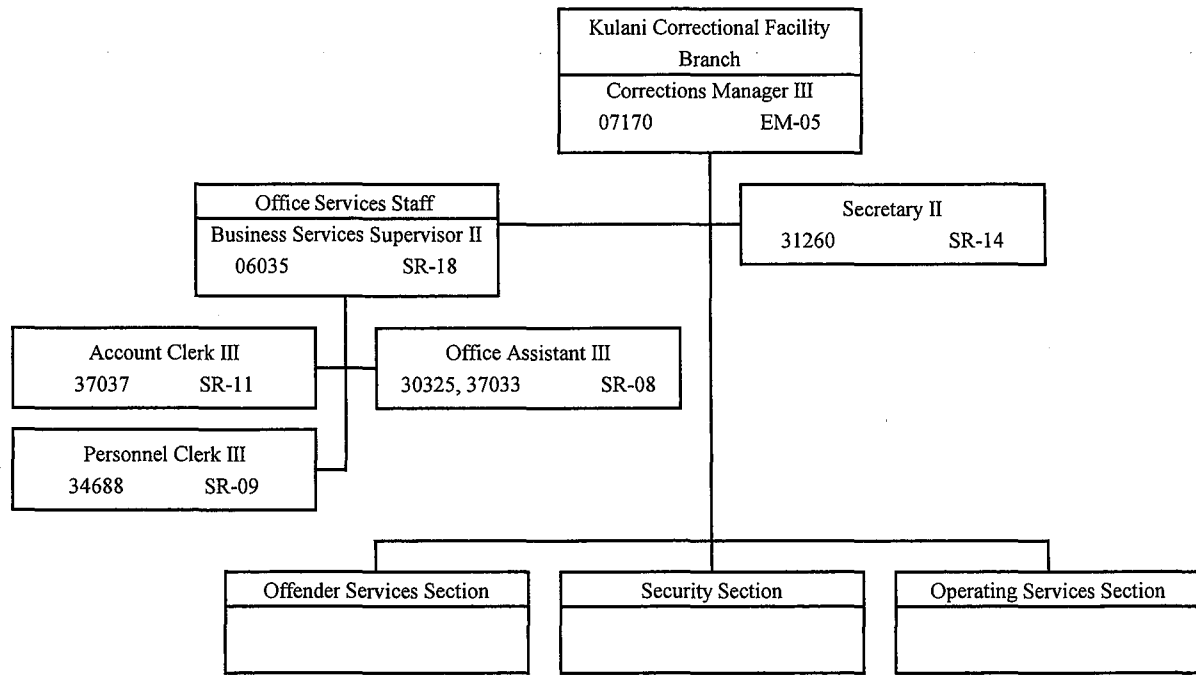 Kulani Correctional Facility
Branch
Corrections Manager III
07170 EM-05
Office Services Staff
Business Services Supervisor II
06035 SR-18
Secretary II
31260 SR-14
Account Clerk III
37037 SR-11
Office Assistant III
30325, 37033 SR-08
Personnel Clerk III
34688 SR-09
Offender Services Section
Security Section
Operating Services Section